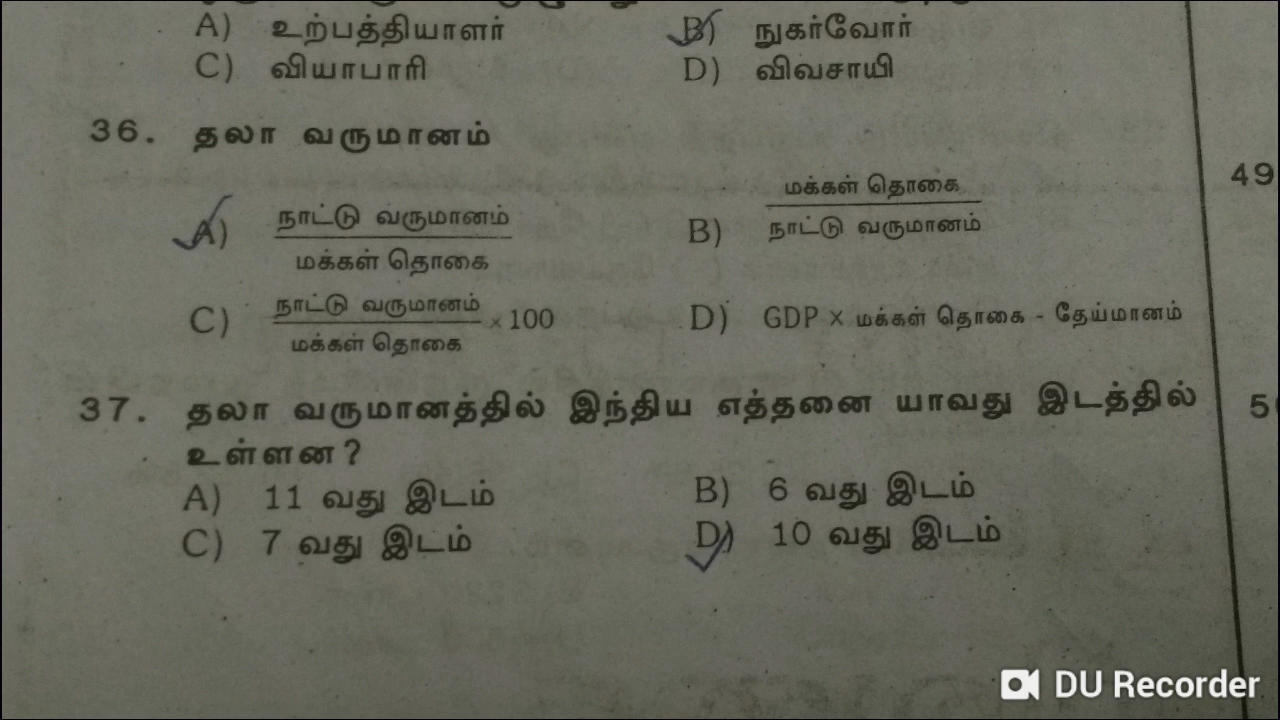 A) உற்பத்தியாளர் B) நுகர்வோர்
C) வியாபாரி D) விவசாயி
36. தலா வருமானம்
A) நாட்டு வருமானம் / மக்கள் தொகை B) மக்கள் தொகை / நாட்டு வருமானம்
C) நாட்டு வருமானம் / மக்கள் தொகை × 100 D) GDP × மக்கள் தொகை - தேய்மானம்
37. தலா வருமானத்தில் இந்திய எத்தனை யாவது இடத்தில்
உள்ளன?
A) 11 வது இடம் B) 6 வது இடம்
C) 7 வது இடம் D) 10 வது இடம்
49
DU Recorder